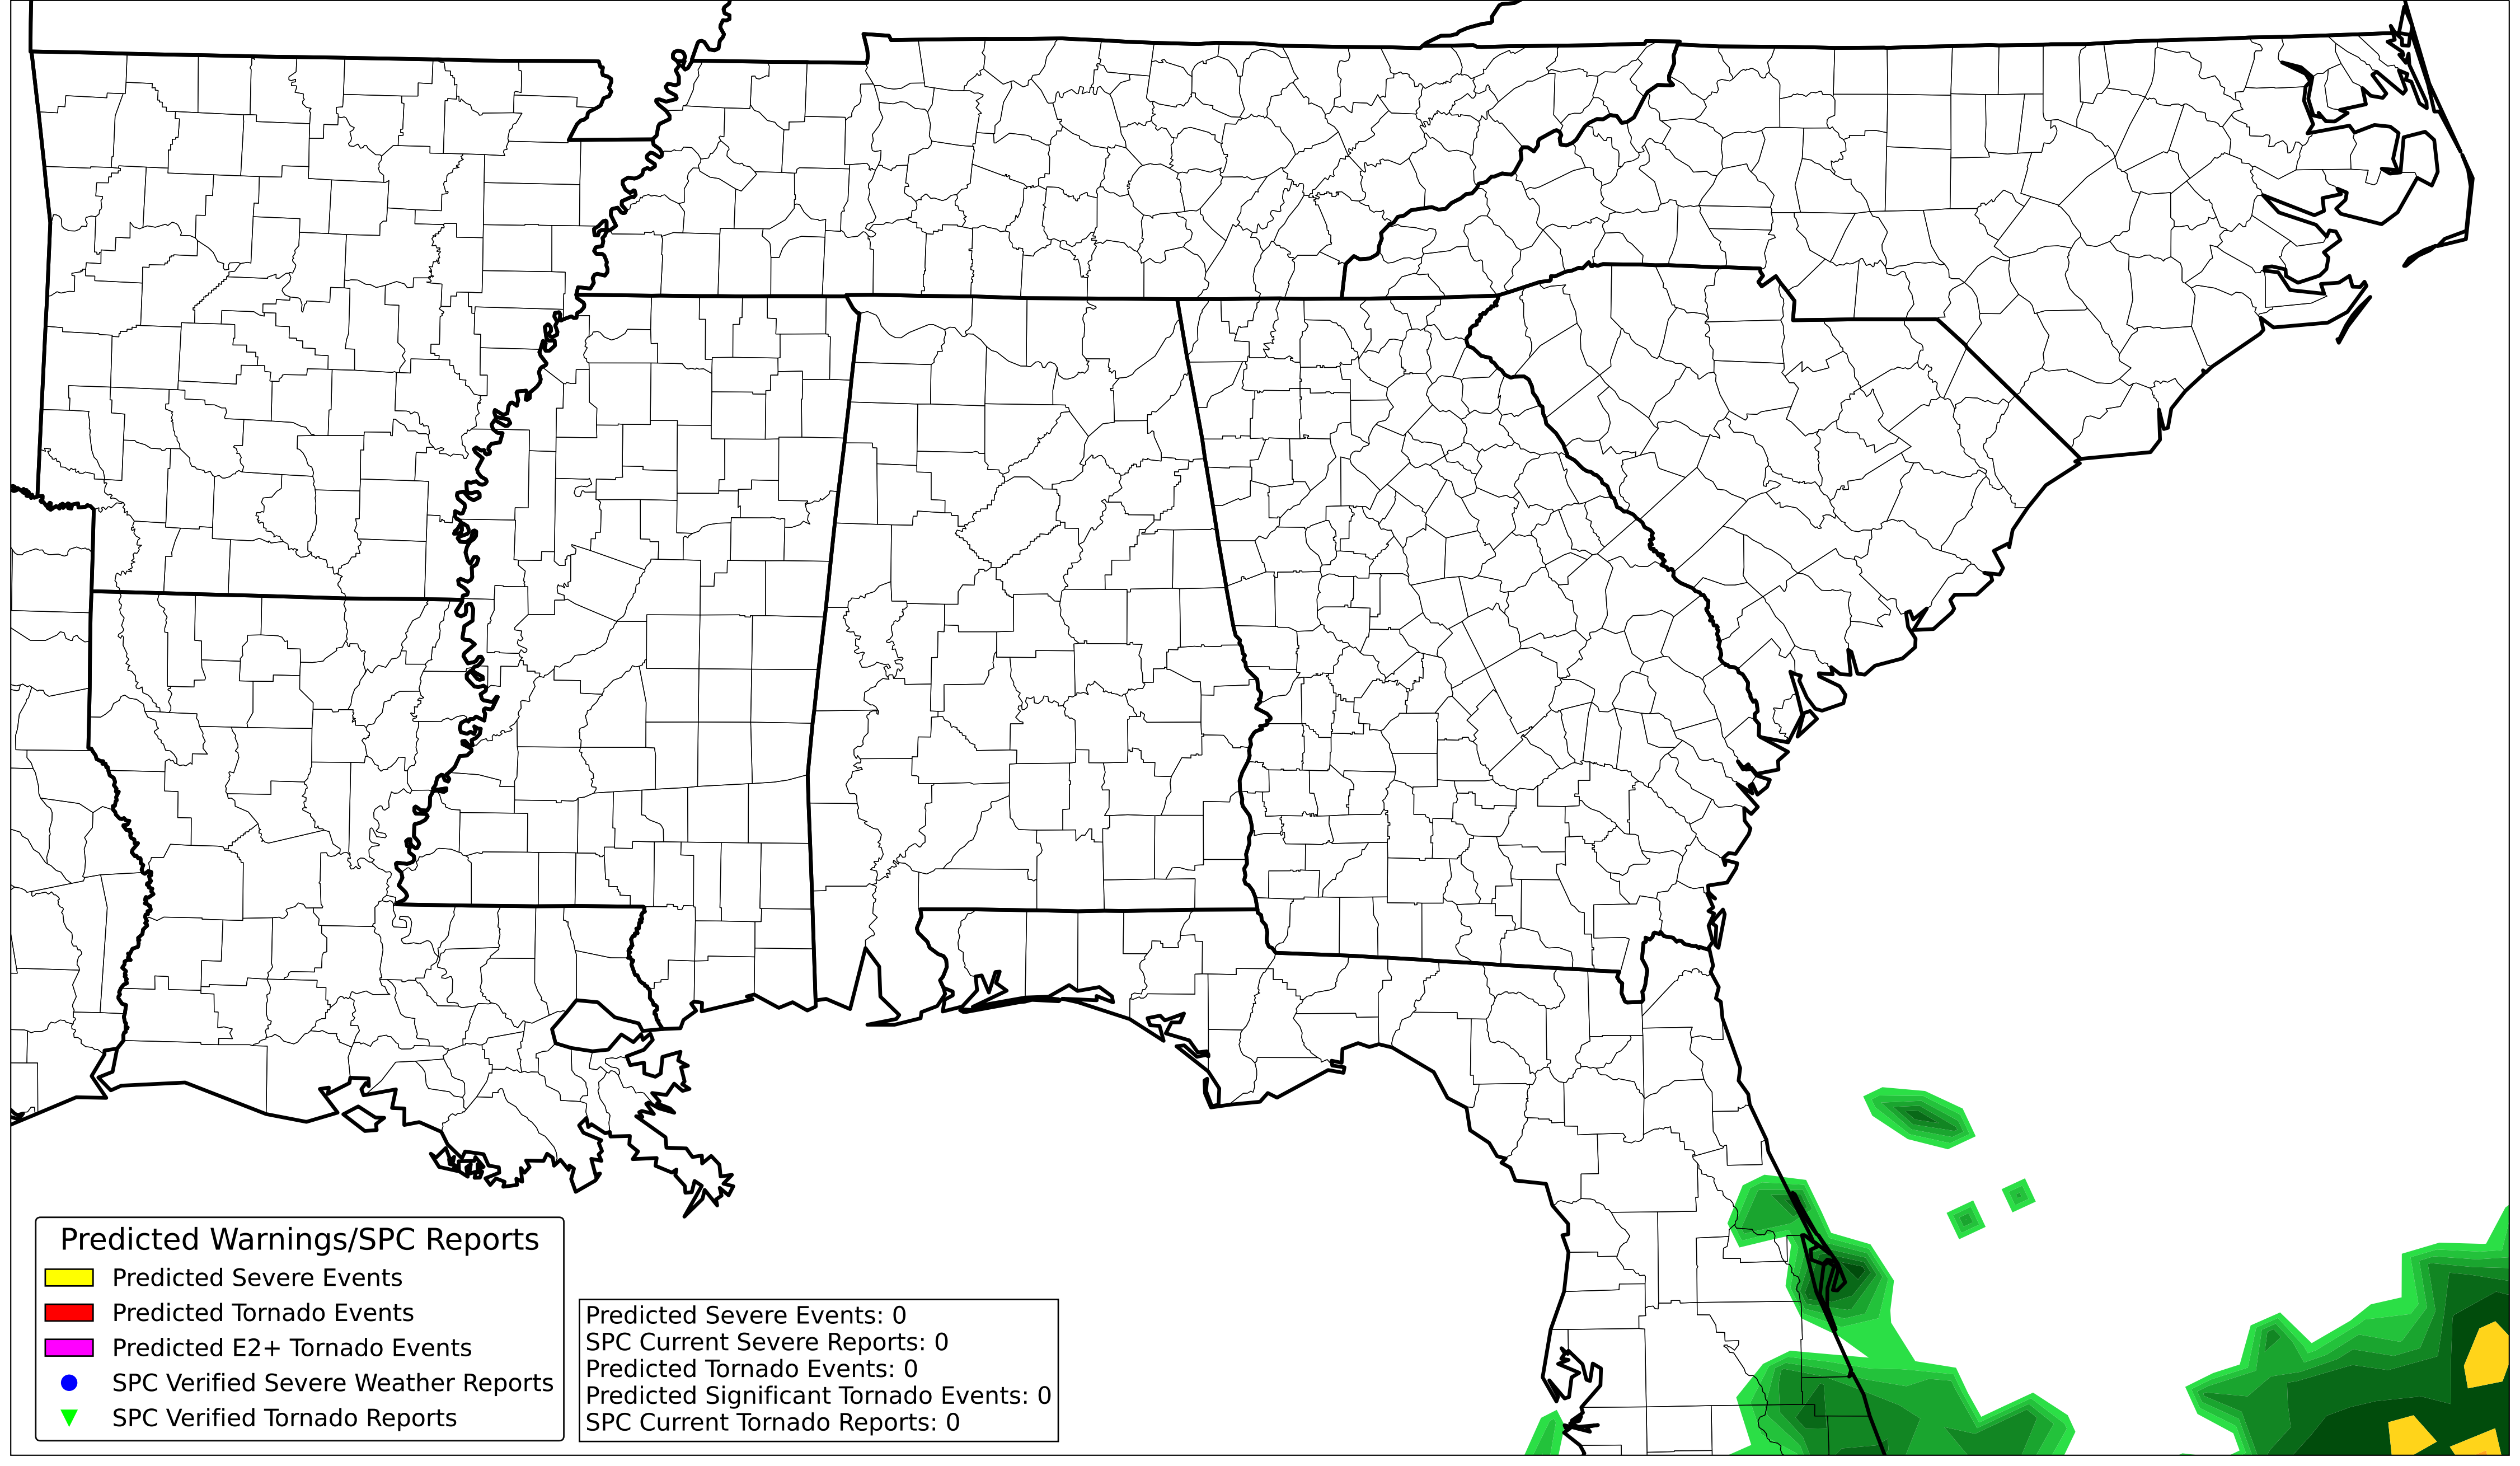 Predicted Warnings/SPC Reports
Predicted Severe Events
Predicted Tornado Events
Predicted E2+ Tornado Events
SPC Verified Severe Weather Reports
SPC Verified Tornado Reports
Predicted Severe Events: 0
SPC Current Severe Reports: 0
Predicted Tornado Events: 0
Predicted Significant Tornado Events: 0
SPC Current Tornado Reports: 0